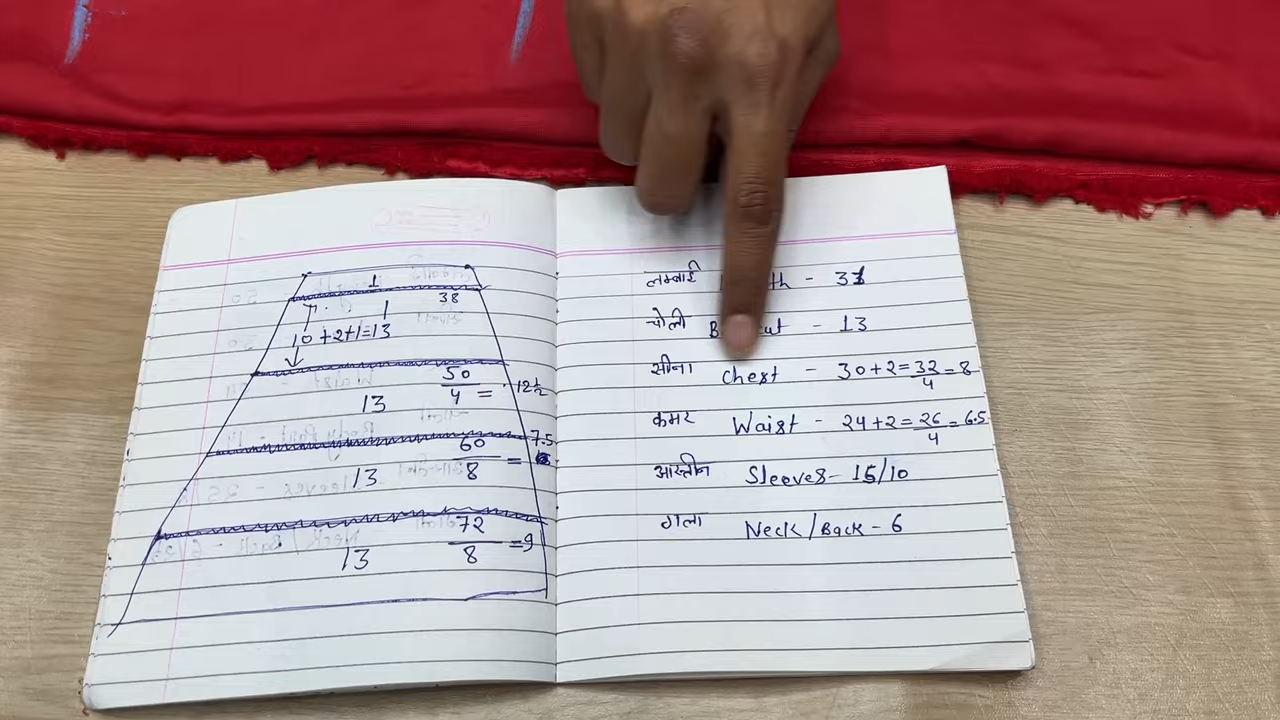 1
38
10 + 2 + 1 = 13
50/4 = 12½
13
7.5
60/8 =
13
72/8 = 9
13
लम्बाई - 31
चोली - 13
सीना Chest - 30 + 2 = 32/4 = 8
कमर Waist - 24 + 2 = 26/4 = 6.5
आस्तीन Sleeves - 15/10
गला Neck/Back - 6